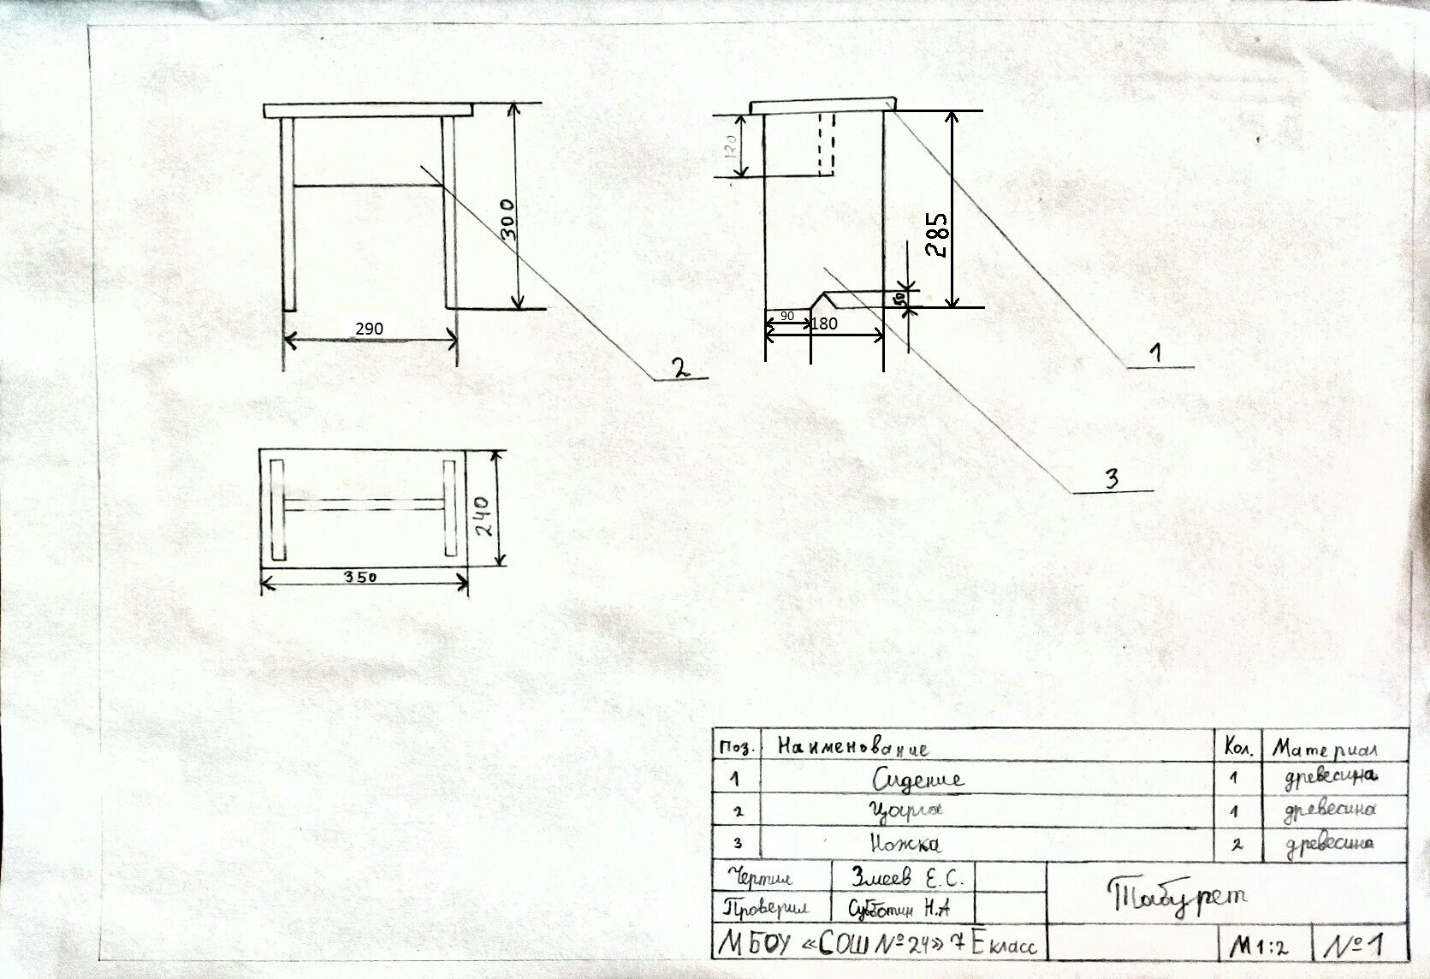 300
290
2
120
285
50
90
180
1
3
240
350
Поз. Наименование Кол. Материал
1 Сидение 1 древесина
2 Царга 1 древесина
3 Ножка 2 древесина
Чертил Змеев Е.С.
Проверил Субботин Н.А
Табурет
МБОУ «СОШ №24» 7 Е класс М1:2 №1